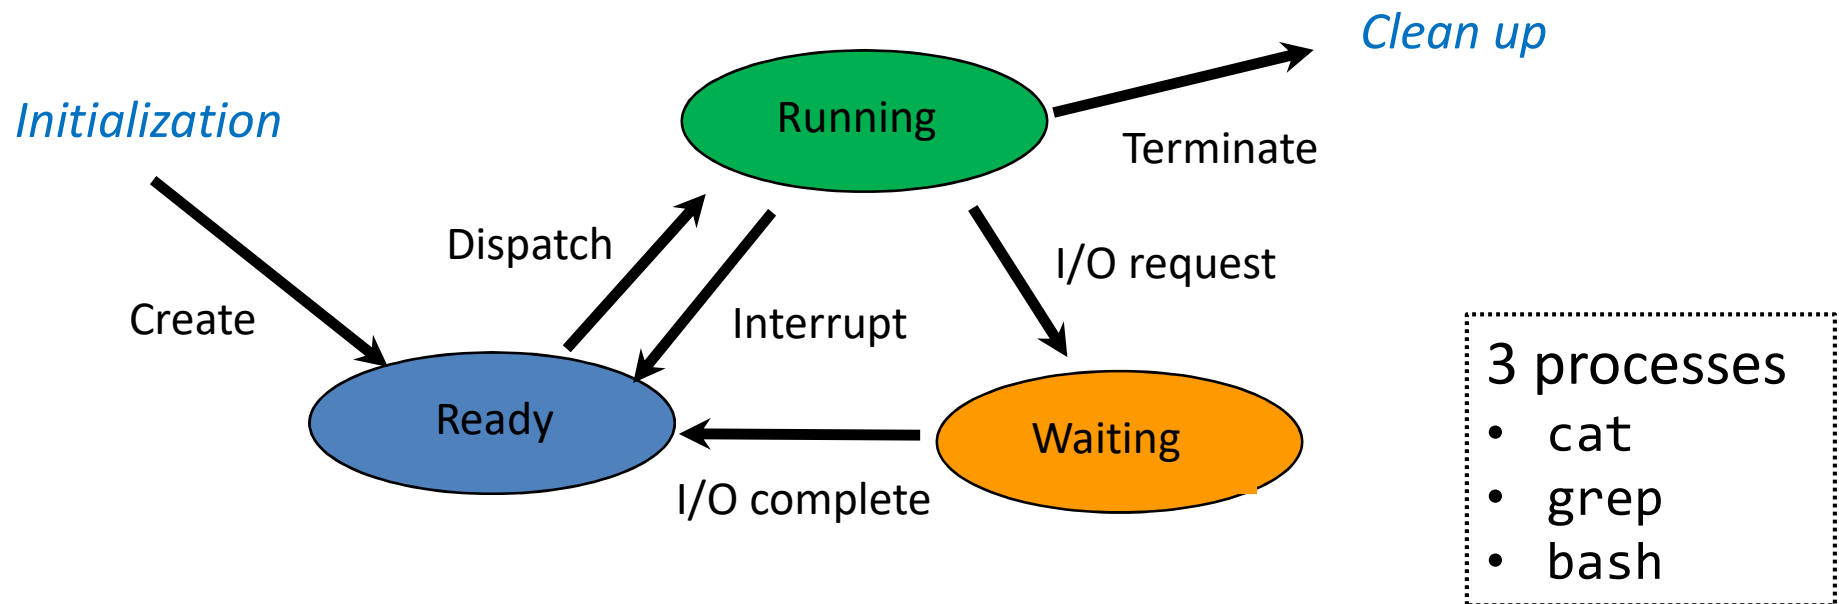 Clean up
Running
Initialization
Terminate
Dispatch
I/O request
Create
Interrupt
Ready
Waiting
I/O complete
3 processes
• cat
• grep
• bash